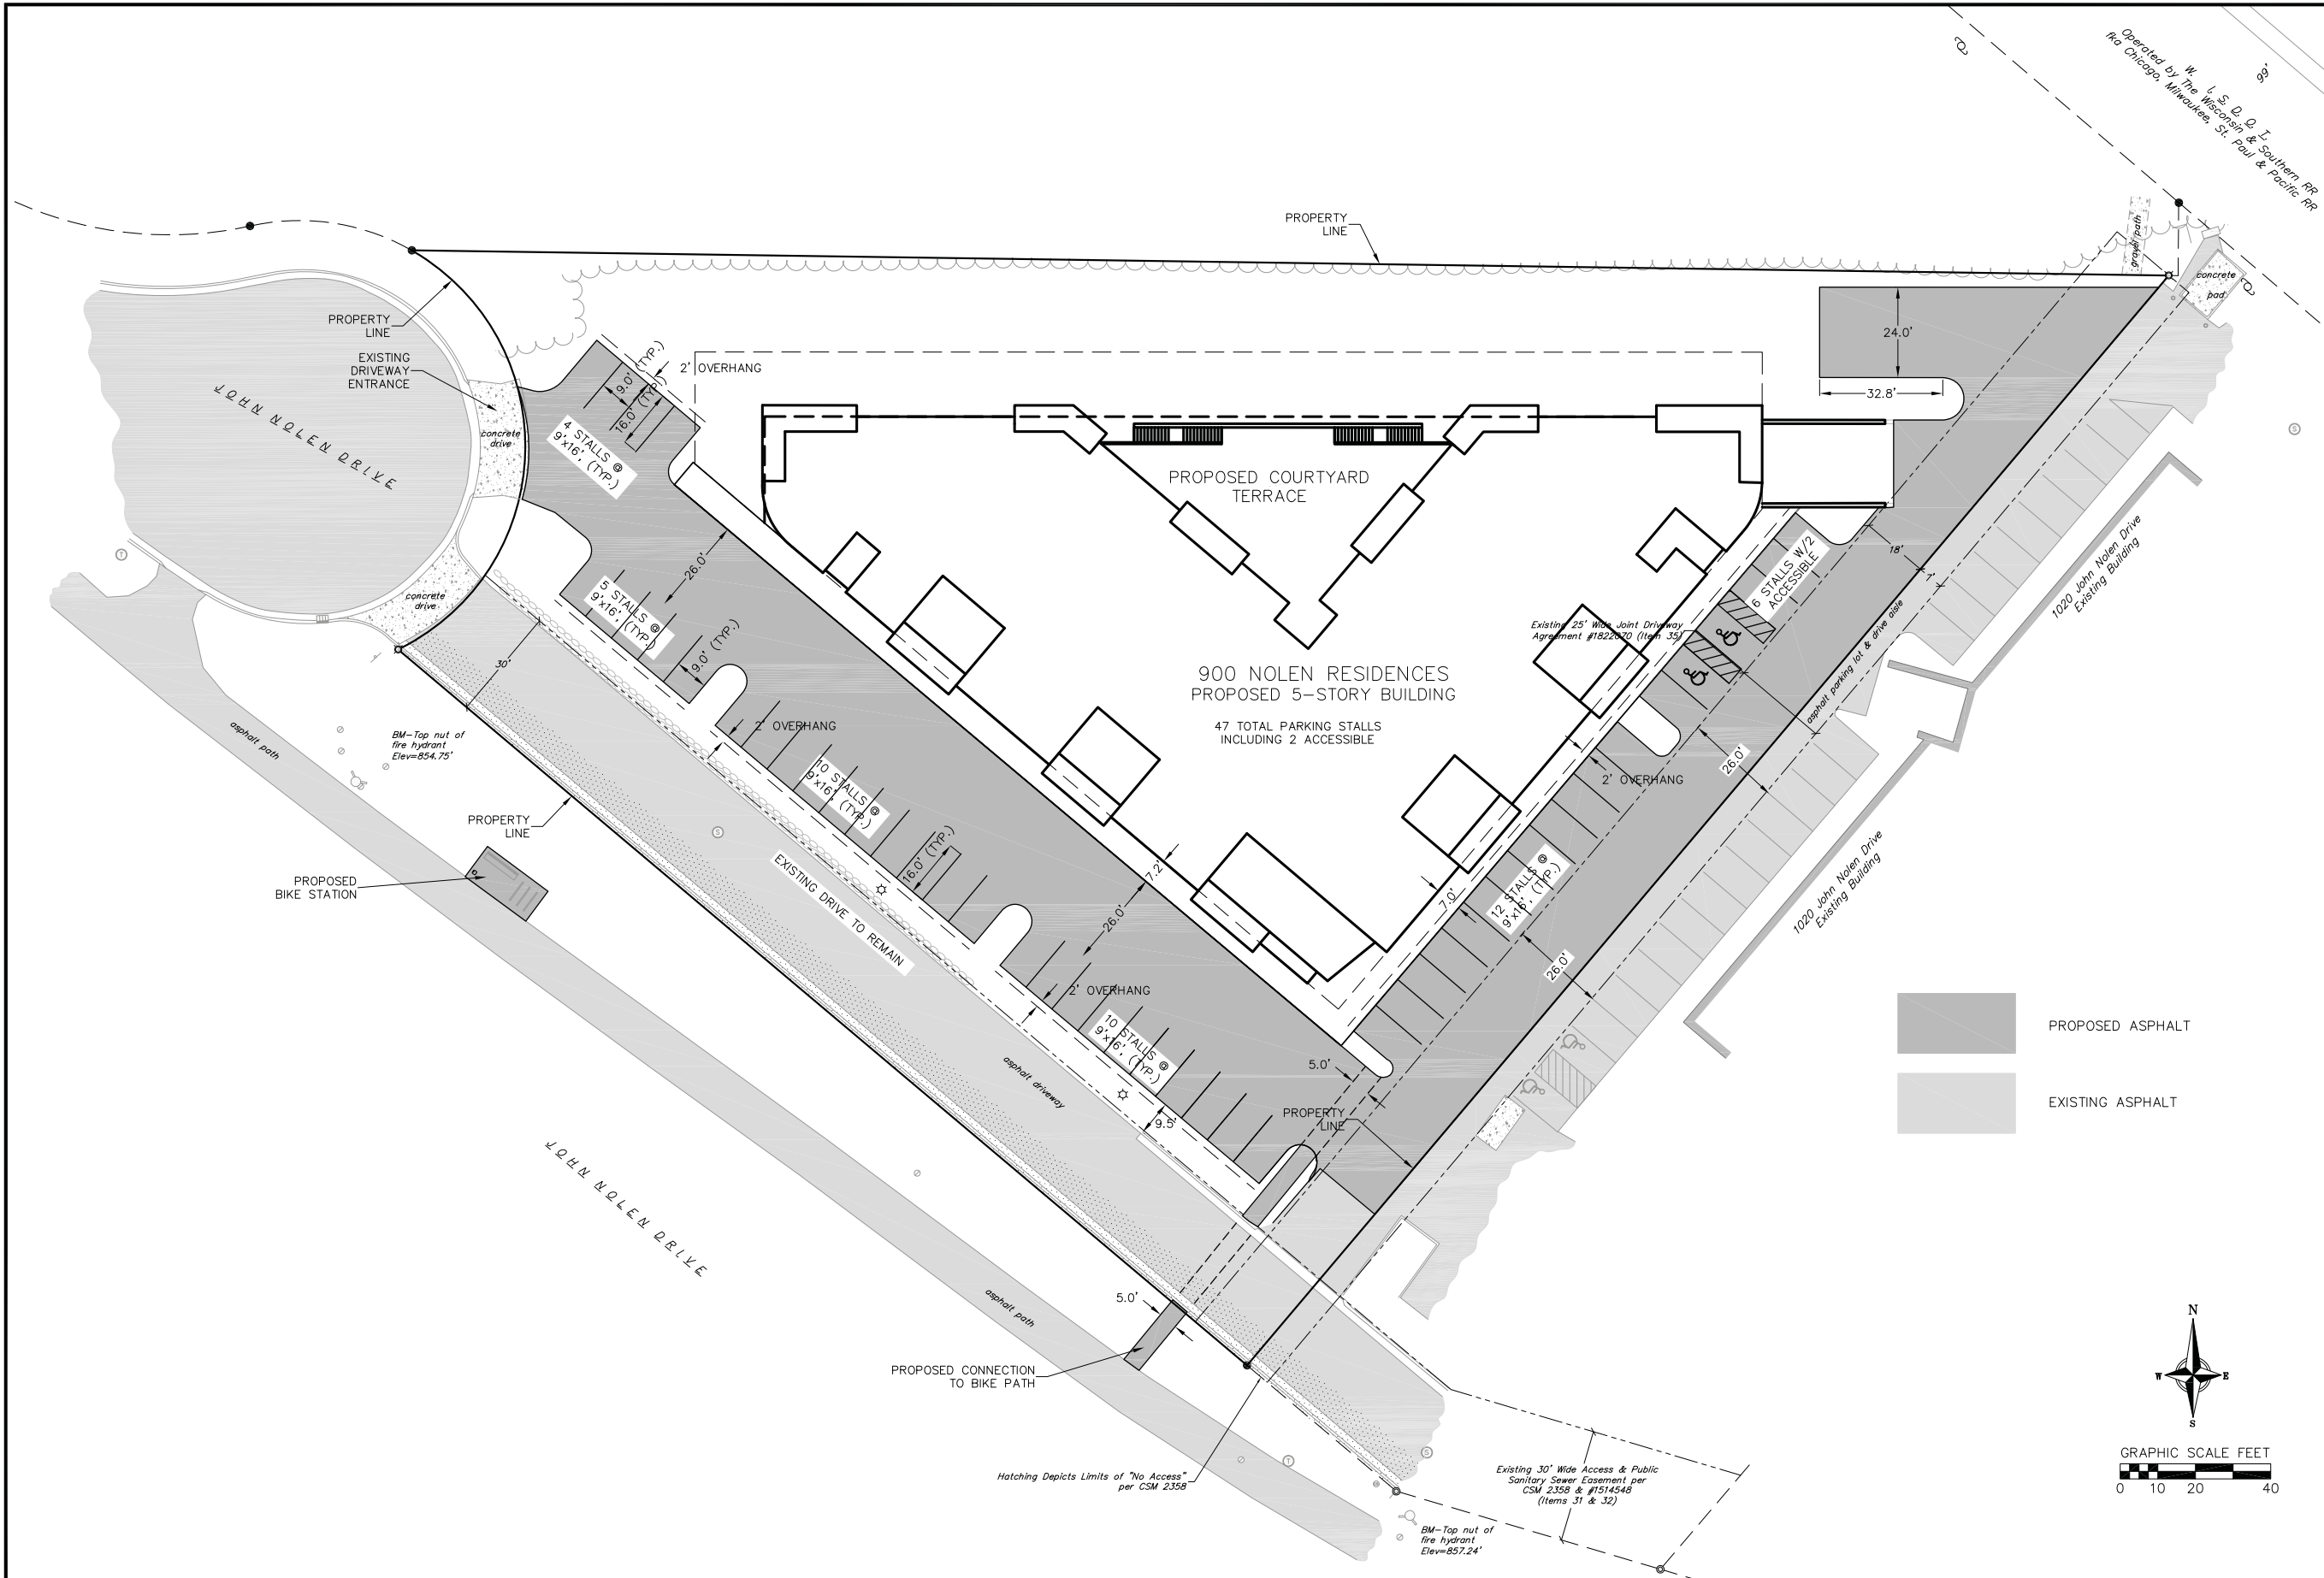 Operated by The Wisconsin & Southern RR
fka Chicago, Milwaukee, St. Paul & Pacific RR
99'
PROPERTY
LINE
gravel path
concrete
pad
PROPERTY
LINE
EXISTING
DRIVEWAY
ENTRANCE
JOHN NOLEN DRIVE
concrete
drive
concrete
drive
9.0' (TYP.)
16.0' (TYP.)
2' OVERHANG
4 STALLS @
9'x16', (TYP.)
24.0'
32.8'
PROPOSED COURTYARD
TERRACE
26.0'
5 STALLS @
9'x16', (TYP.)
9.0' (TYP.)
30'
6 STALLS W/2
ACCESSIBLE
18'
7'
1020 John Nolen Drive
Existing Building
Existing 25' Wide Joint Driveway
Agreement #1822070 (Item 35)
asphalt parking lot & drive aisle
900 NOLEN RESIDENCES
PROPOSED 5-STORY BUILDING
47 TOTAL PARKING STALLS
INCLUDING 2 ACCESSIBLE
asphalt path
BM-Top nut of
fire hydrant
Elev=854.75'
2' OVERHANG
10 STALLS @
9'x16', (TYP.)
16.0' (TYP.)
26.0'
2' OVERHANG
PROPERTY
LINE
PROPOSED
BIKE STATION
EXISTING DRIVE TO REMAIN
7.2'
26.0'
7.0'
12 STALLS @
9'x16', (TYP.)
26.0'
1020 John Nolen Drive
Existing Building
2' OVERHANG
10 STALLS @
9'x16', (TYP.)
asphalt driveway
9.5'
5.0'
PROPERTY
LINE
PROPOSED ASPHALT
EXISTING ASPHALT
JOHN NOLEN DRIVE
asphalt path
5.0'
PROPOSED CONNECTION
TO BIKE PATH
Hatching Depicts Limits of "No Access"
per CSM 2358
Existing 30' Wide Access & Public
Sanitary Sewer Easement per
CSM 2358 & #1514548
(Items 31 & 32)
BM-Top nut of
fire hydrant
Elev=857.24'
N
W E
S
GRAPHIC SCALE FEET
0 10 20 40
T
S
S
T
S